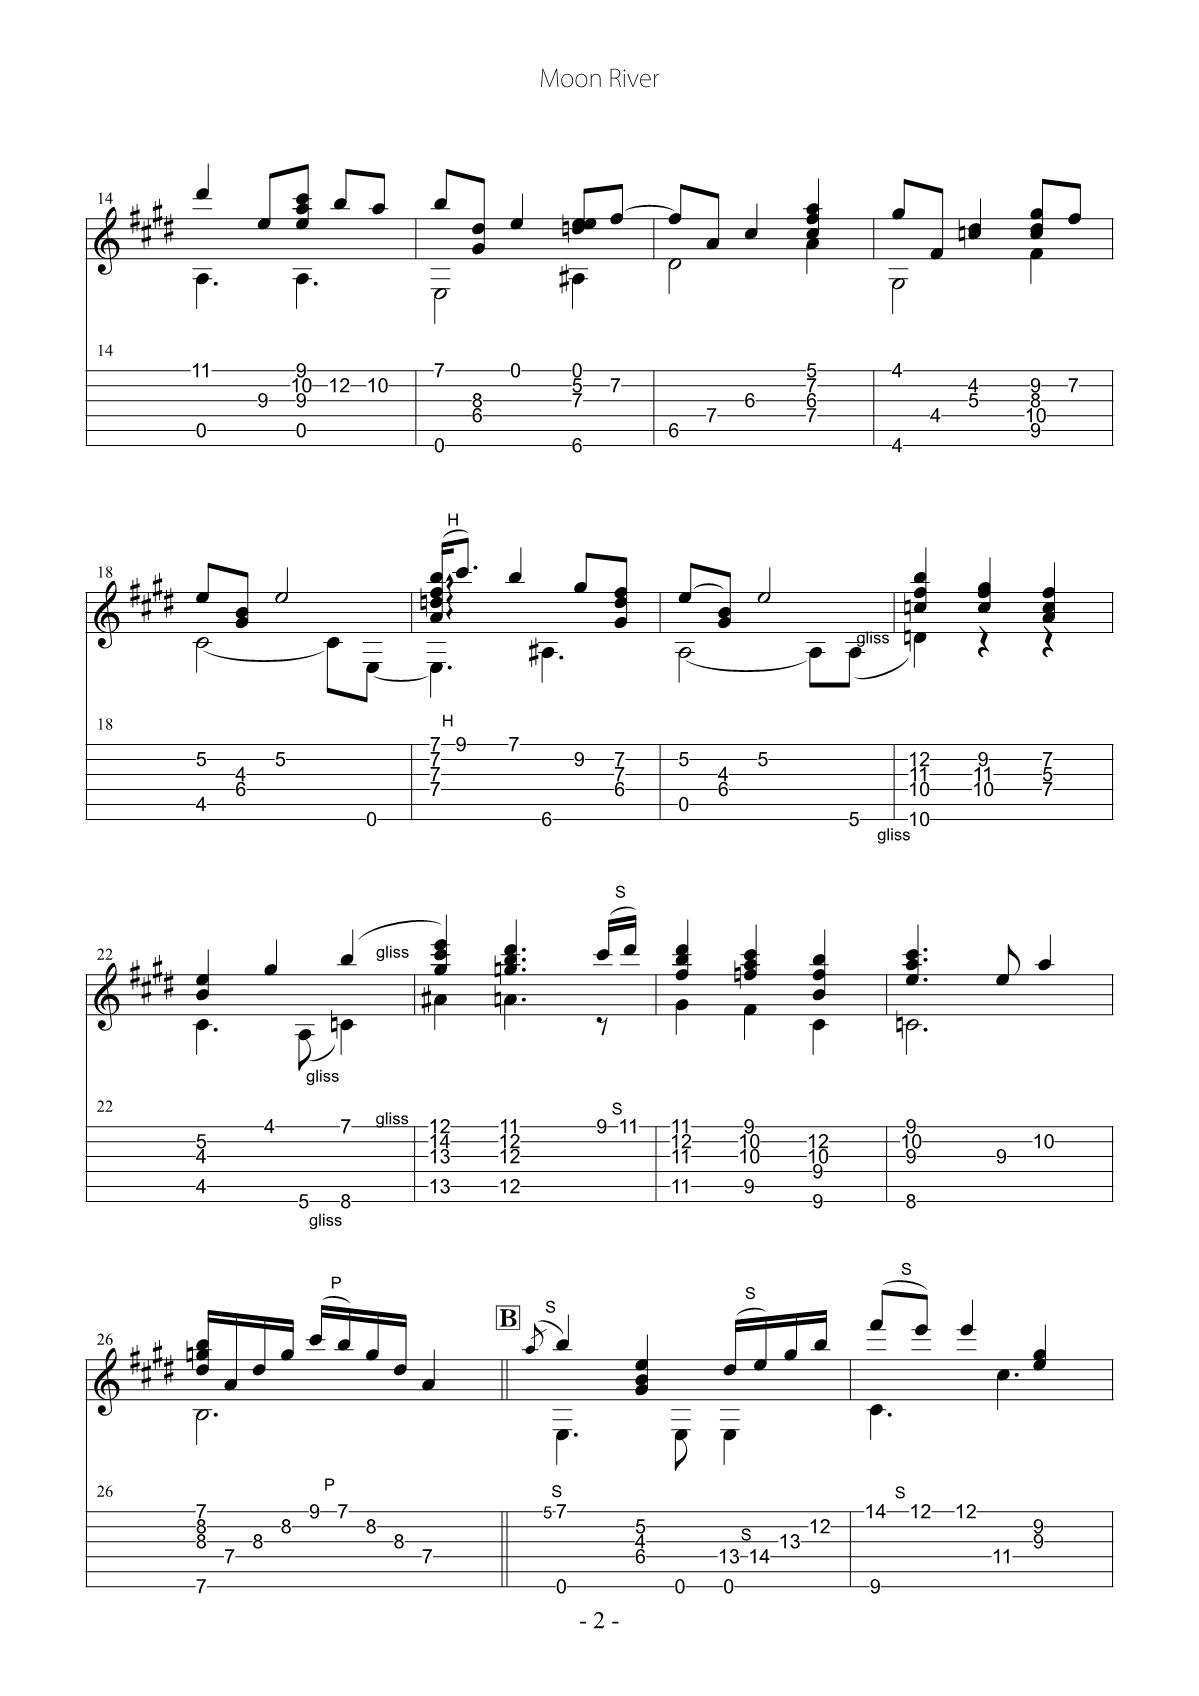 Moon River
14
14
11 9 7 0 0 5 4
10 12 10 5 7 7 4 9 7
9 9 8 7 6 6 5 8
6 7 7 4 10
0 0 6 9
0 6 4
H
18
gliss
18
H
7 9 7
5 5 7 9 7 5 5 12 9 7
4 7 7 4 11 11 5
6 7 6 6 10 10 7
4 0
0 6 5 10
gliss
S
22
gliss
gliss
22
gliss
S
4 7 12 11 9 11 11 9 9
5 14 12 12 10 12 10 10
4 13 12 11 10 10 9 9
9
4 13 12 11 9
5 8 9 8
gliss
P
B
S
S
S
26
26
P
S
S
7 9 7 5 7 14 12 12
8 8 8 5 12 9
8 8 8 4 S 13 9
7 7 6 13 14 11
7 0 0 0 9
- 2 -